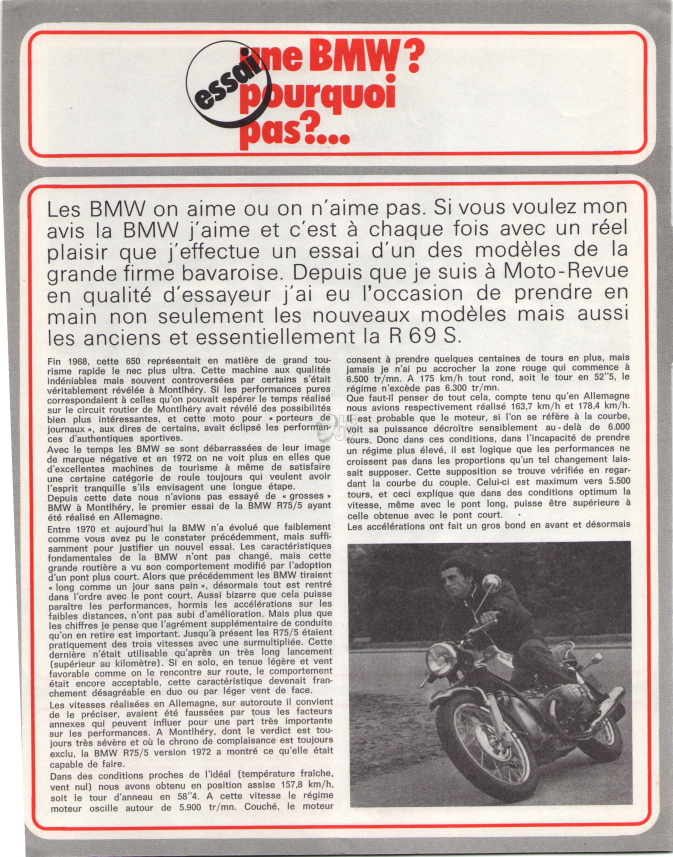 essai
une BMW?
pourquoi
pas?...
Les BMW on aime ou on n'aime pas. Si vous voulez mon
avis la BMW j'aime et c'est à chaque fois avec un réel
plaisir que j'effectue un essai d'un des modèles de la
grande firme bavaroise. Depuis que je suis à Moto-Revue
en qualité d'essayeur j'ai eu l'occasion de prendre en
main non seulement les nouveaux modèles mais aussi
les anciens et essentiellement la R 69 S.
Fin 1968, cette 650 représentait en matière de grand tou-
risme rapide le nec plus ultra. Cette machine aux qualités
indéniables mais souvent controversées par certains s'était
véritablement révélée à Montlhéry. Si les performances pures
correspondaient à celles qu'on pouvait espérer le temps réalisé
sur le circuit routier de Montlhéry avait révélé des possibilités
bien plus intéressantes, et cette moto pour « porteurs de
journaux », aux dires de certains, avait éclipsé les performan-
ces d'authentiques sportives.
Avec le temps les BMW se sont débarrassées de leur image
de marque négative et en 1972 on ne voit plus en elles que
d'excellentes machines de tourisme à même de satisfaire
une certaine catégorie de route toujours qui veulent avoir
l'esprit tranquille s'ils envisagent une longue étape.
Depuis cette date nous n'avions pas essayé de « grosses »
BMW à Montlhéry, le premier essai de la BMW R75/5 ayant
été réalisé en Allemagne.
Entre 1970 et aujourd'hui la BMW n'a évolué que faiblement
comme vous avez pu le constater précédemment, mais suffi-
samment pour justifier un nouvel essai. Les caractéristiques
fondamentales de la BMW n'ont pas changé, mais cette
grande routière a vu son comportement modifié par l'adoption
d'un pont plus court. Alors que précédemment les BMW tiraient
« long comme un jour sans pain », désormais tout est rentré
dans l'ordre avec le pont court. Aussi bizarre que cela puisse
paraître les performances, hormis les accélérations sur les
faibles distances, n'ont pas subi d'amélioration. Mais plus que
les chiffres je pense que l'agrément supplémentaire de conduite
qu'on en retire est important. Jusqu'à présent les R75/5 étaient
pratiquement des trois vitesses avec une surmultipliée. Cette
dernière n'était utilisable qu'après un très long lancement
(supérieur au kilomètre). Si en solo, en tenue légère et vent
favorable comme on le rencontre sur route, le comportement
était encore acceptable, cette caractéristique devenait fran-
chement désagréable en duo ou par léger vent de face.
Les vitesses réalisées en Allemagne, sur autoroute il convient
de le préciser, avaient été faussées par tous les facteurs
annexes qui peuvent influer pour une part très importante
sur les performances. A Montlhéry, dont le verdict est tou-
jours très sévère et où le chrono de complaisance est toujours
exclu, la BMW R75/5 version 1972 a montré ce qu'elle était
capable de faire.
Dans des conditions proches de l'idéal (température fraîche,
vent nul) nous avons obtenu en position assise 157,8 km/h,
soit le tour d'anneau en 58"4. A cette vitesse le régime
moteur oscille autour de 5.900 tr/mn. Couché, le moteur
consent à prendre quelques centaines de tours en plus, mais
jamais je n'ai pu accrocher la zone rouge qui commence à
6.500 tr/mn. A 175 km/h tout rond, soit le tour en 52"5, le
régime n'excède pas 6.300 tr/mn.
Que faut-il penser de tout cela, compte tenu qu'en Allemagne
nous avions respectivement réalisé 163,7 km/h et 178,4 km/h.
Il est probable que le moteur, si l'on se réfère à la courbe,
voit sa puissance décroître sensiblement au-delà de 6.000
tours. Donc dans ces conditions, dans l'incapacité de prendre
un régime plus élevé, il est logique que les performances ne
croissent pas dans les proportions qu'un tel changement lais-
sait supposer. Cette supposition se trouve vérifiée en regar-
dant la courbe du couple. Celui-ci est maximum vers 5.500
tours, et ceci explique que dans des conditions optimum la
vitesse, même avec le pont long, puisse être supérieure à
celle obtenue avec le pont court.
Les accélérations ont fait un gros bond en avant et désormais